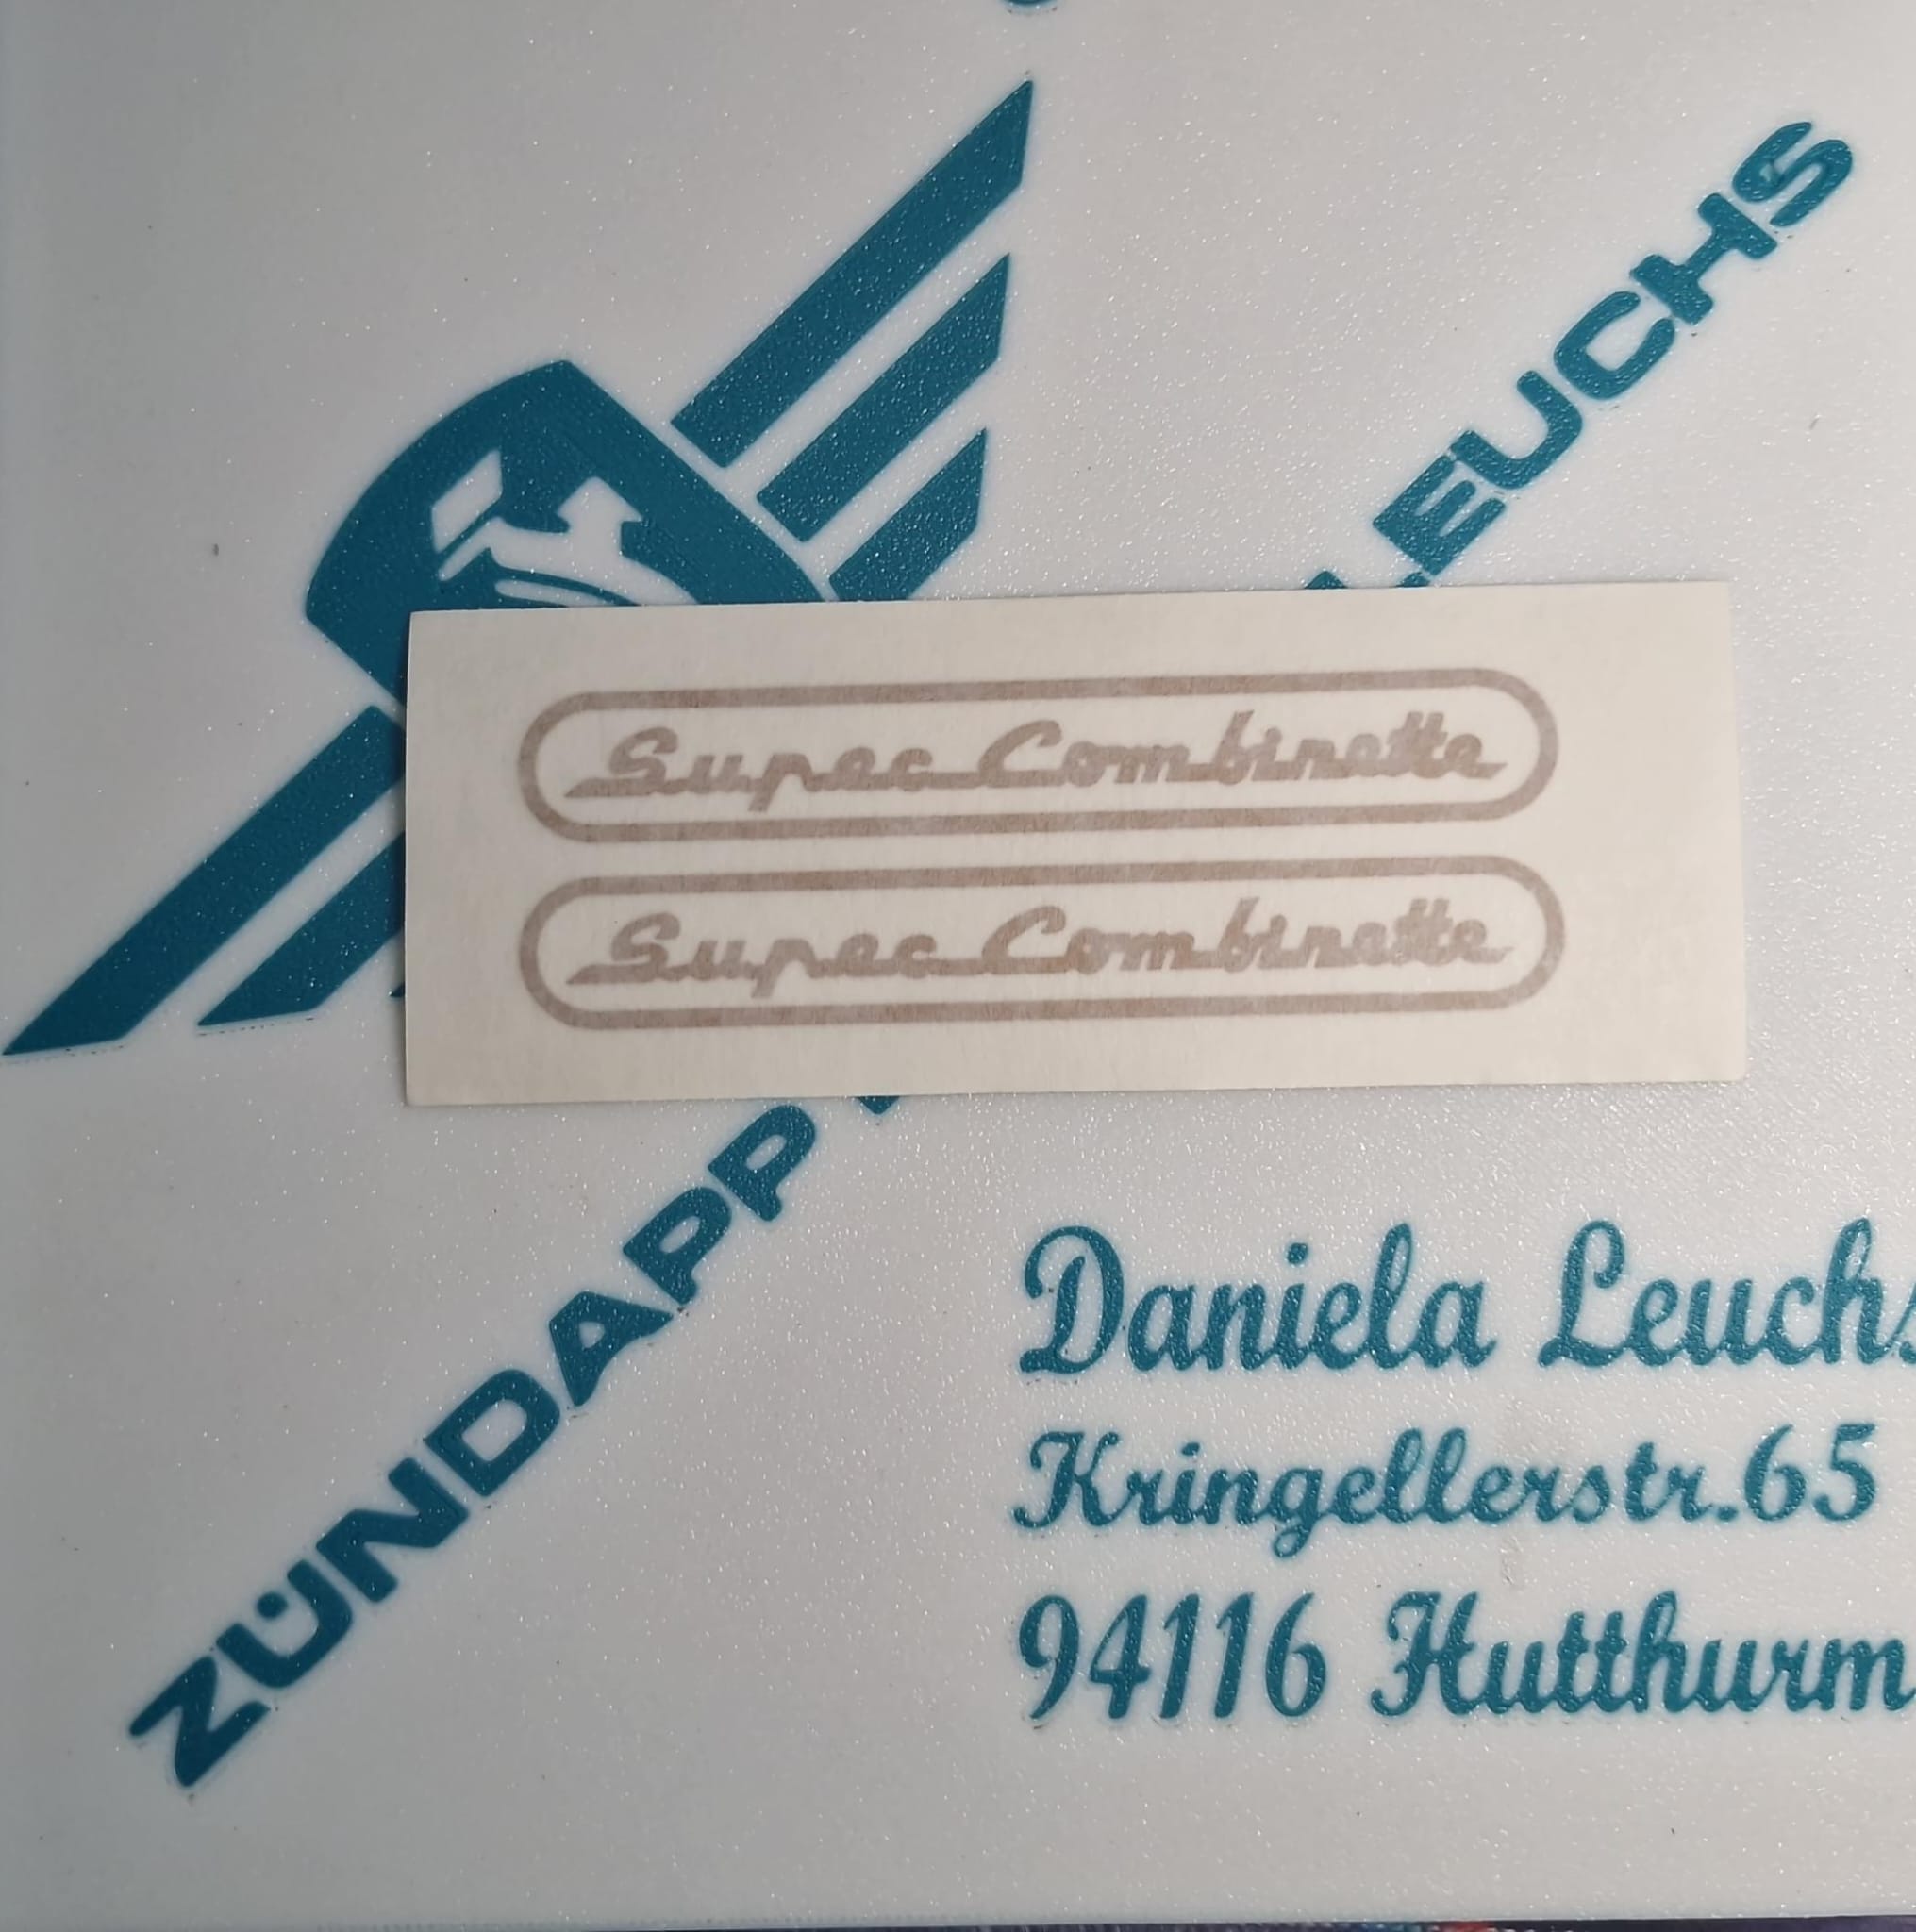 LEUCHS
Super Combinette
Super Combinette
ZÜNDAPP
Daniela Leuchs
Kringellerstr.65
94116 Hutthurm